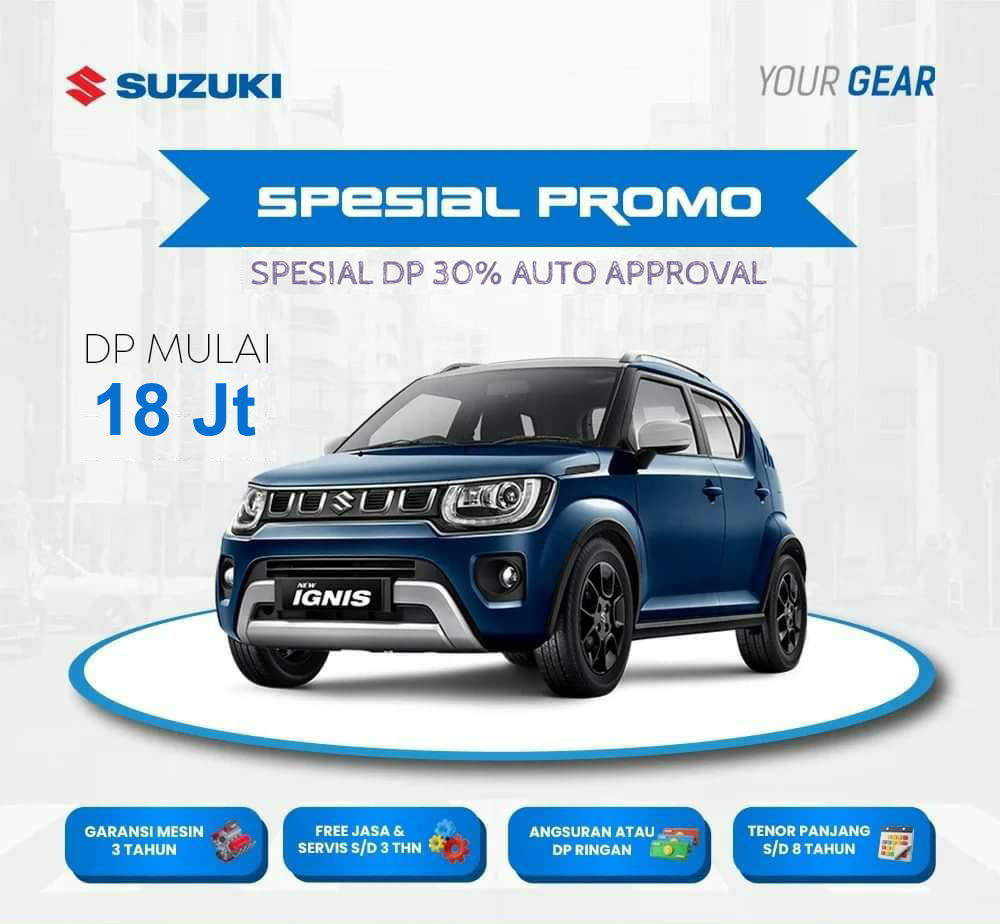 SUZUKI
YOUR GEAR
SPESIAL PROMO
SPESIAL DP 30% AUTO APPROVAL
DP MULAI
18 Jt
NEW
IGNIS
GARANSI MESIN
3 TAHUN
FREE JASA &
SERVIS S/D 3 THN
ANGSURAN ATAU
DP RINGAN
TENOR PANJANG
S/D 8 TAHUN